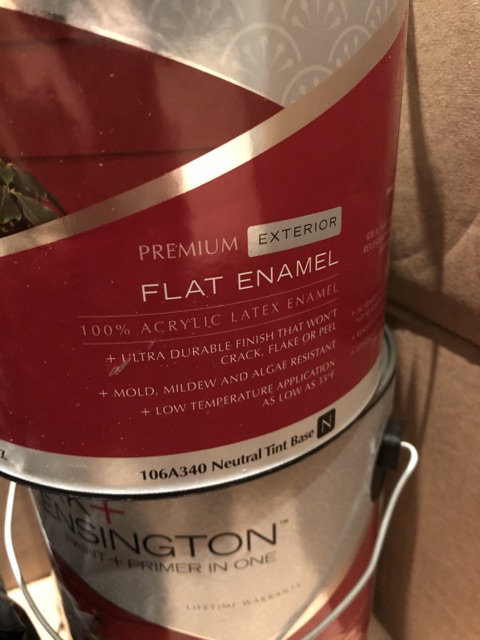 PREMIUM EXTERIOR
FLAT ENAMEL
100% ACRYLIC LATEX ENAMEL
+ ULTRA DURABLE FINISH THAT WON'T
CRACK, FLAKE OR PEEL
+ MOLD, MILDEW AND ALGAE RESISTANT
+ LOW TEMPERATURE APPLICATION
AS LOW AS 35°F
106A340 Neutral Tint Base N
ENSINGTON™
+ PRIMER IN ONE
LIFETIME WARRANTY